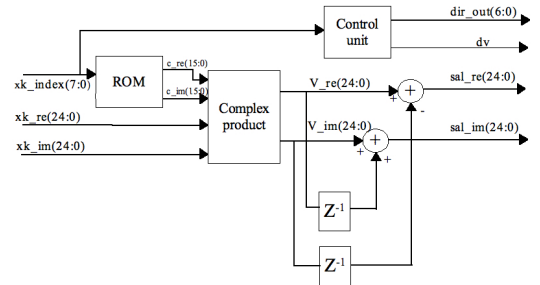 Control
unit
dir_out(6:0)
dv
xk_index(7:0)
ROM
c_re(15:0)
c_im(15:0)
Complex
product
V_re(24:0)
sal_re(24:0)
+
+
-
xk_re(24:0)
V_im(24:0)
sal_im(24:0)
+
+
+
xk_im(24:0)
Z-1
Z-1